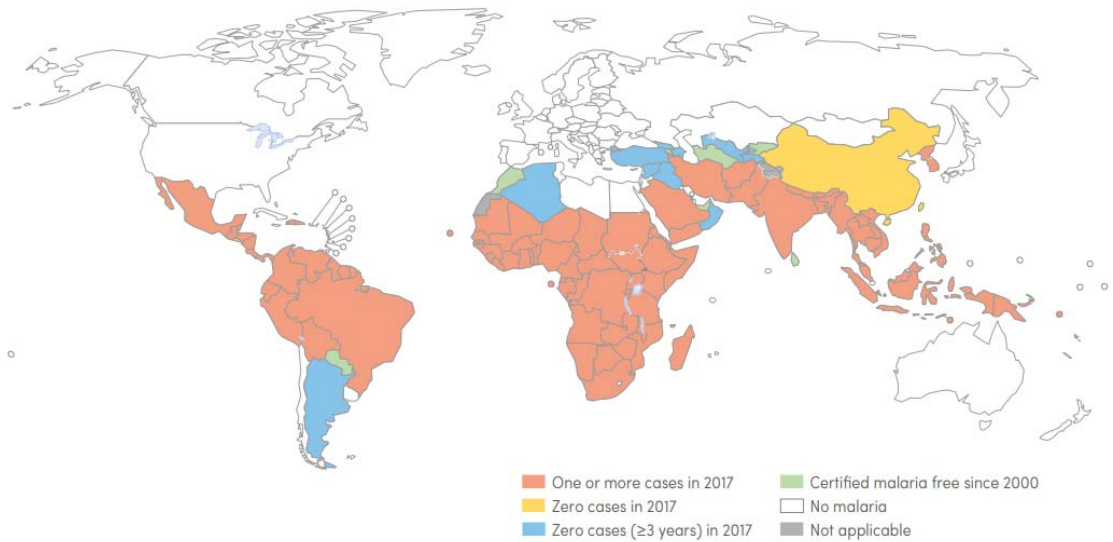 One or more cases in 2017
Zero cases in 2017
Zero cases (≥3 years) in 2017
Certified malaria free since 2000
No malaria
Not applicable